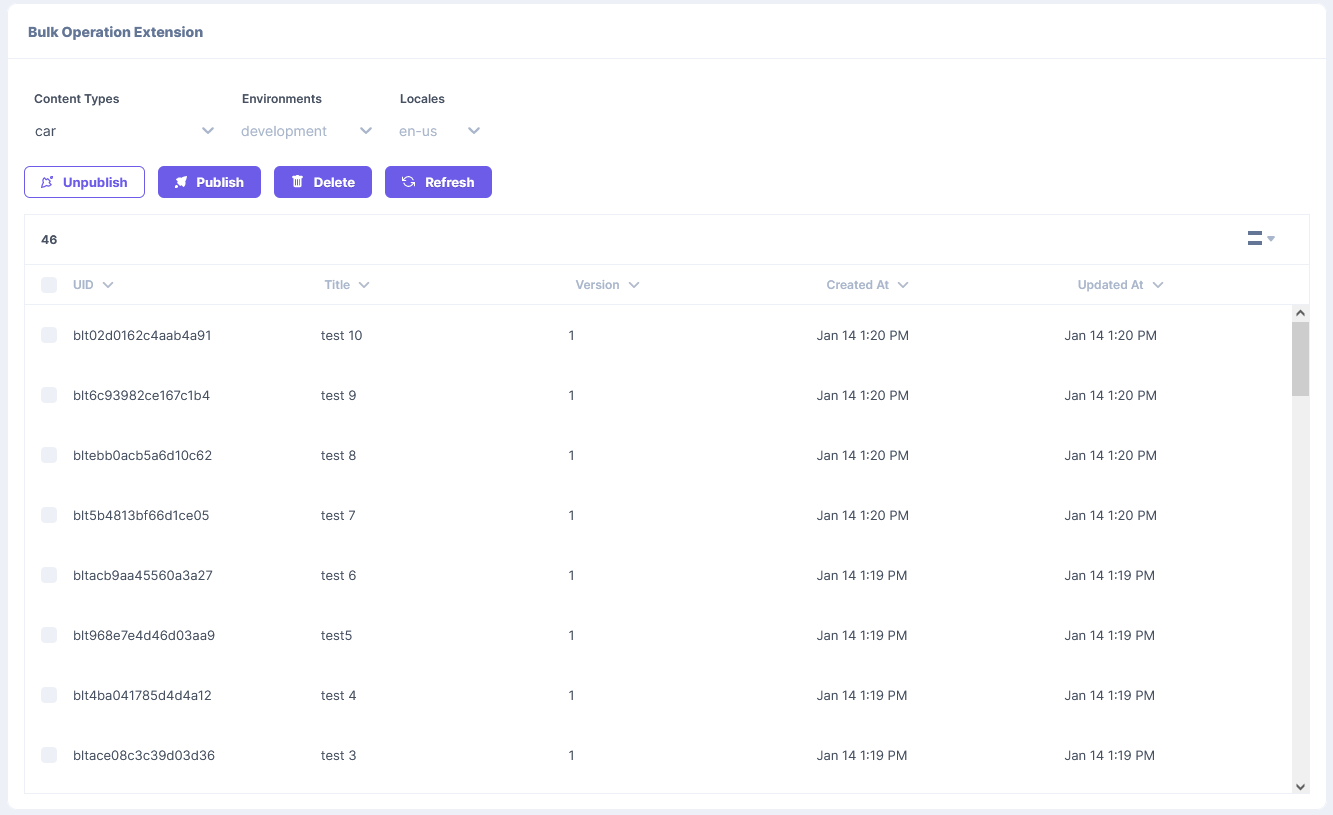 Bulk Operation Extension
Content Types Environments Locales
car development en-us
Unpublish Publish Delete Refresh
46
UID Title Version Created At Updated At
blt02d0162c4aab4a91 test 10 1 Jan 14 1:20 PM Jan 14 1:20 PM
blt6c93982ce167c1b4 test 9 1 Jan 14 1:20 PM Jan 14 1:20 PM
bltebb0acb5a6d10c62 test 8 1 Jan 14 1:20 PM Jan 14 1:20 PM
blt5b4813bf66d1ce05 test 7 1 Jan 14 1:20 PM Jan 14 1:20 PM
bltacb9aa45560a3a27 test 6 1 Jan 14 1:19 PM Jan 14 1:19 PM
blt968e7e4d46d03aa9 test5 1 Jan 14 1:19 PM Jan 14 1:19 PM
blt4ba041785d4d4a12 test 4 1 Jan 14 1:19 PM Jan 14 1:19 PM
bltace08c3c39d03d36 test 3 1 Jan 14 1:19 PM Jan 14 1:19 PM